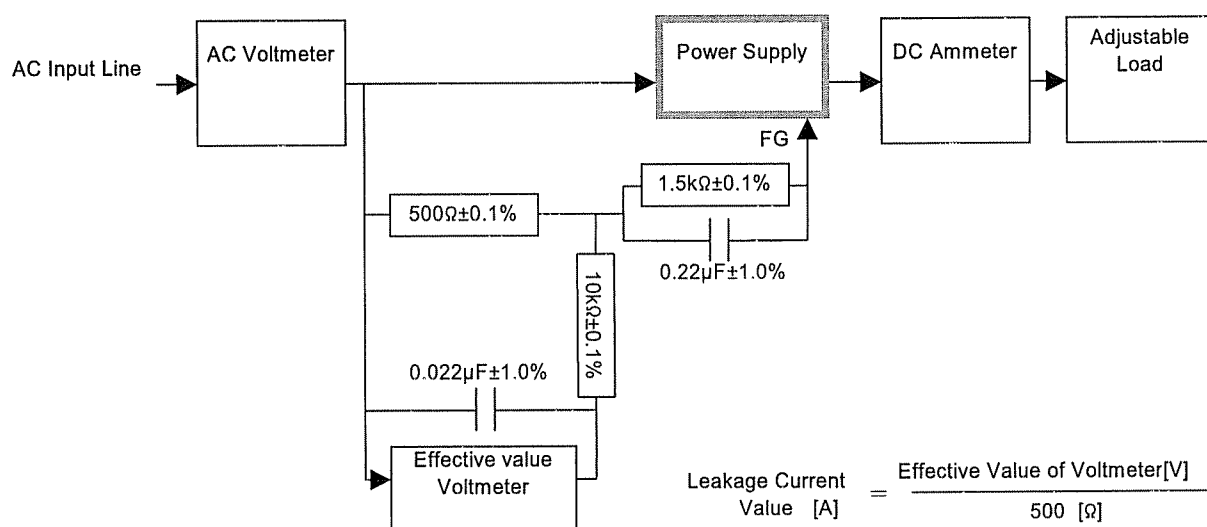 AC Input Line
AC Voltmeter
Power Supply
DC Ammeter
Adjustable
Load
FG
1.5kΩ±0.1%
500Ω±0.1%
0.22µF±1.0%
10kΩ±0.1%
0.022µF±1.0%
Effective value
Voltmeter
Leakage Current
Value [A]
=
Effective Value of Voltmeter[V]
500 [Ω]